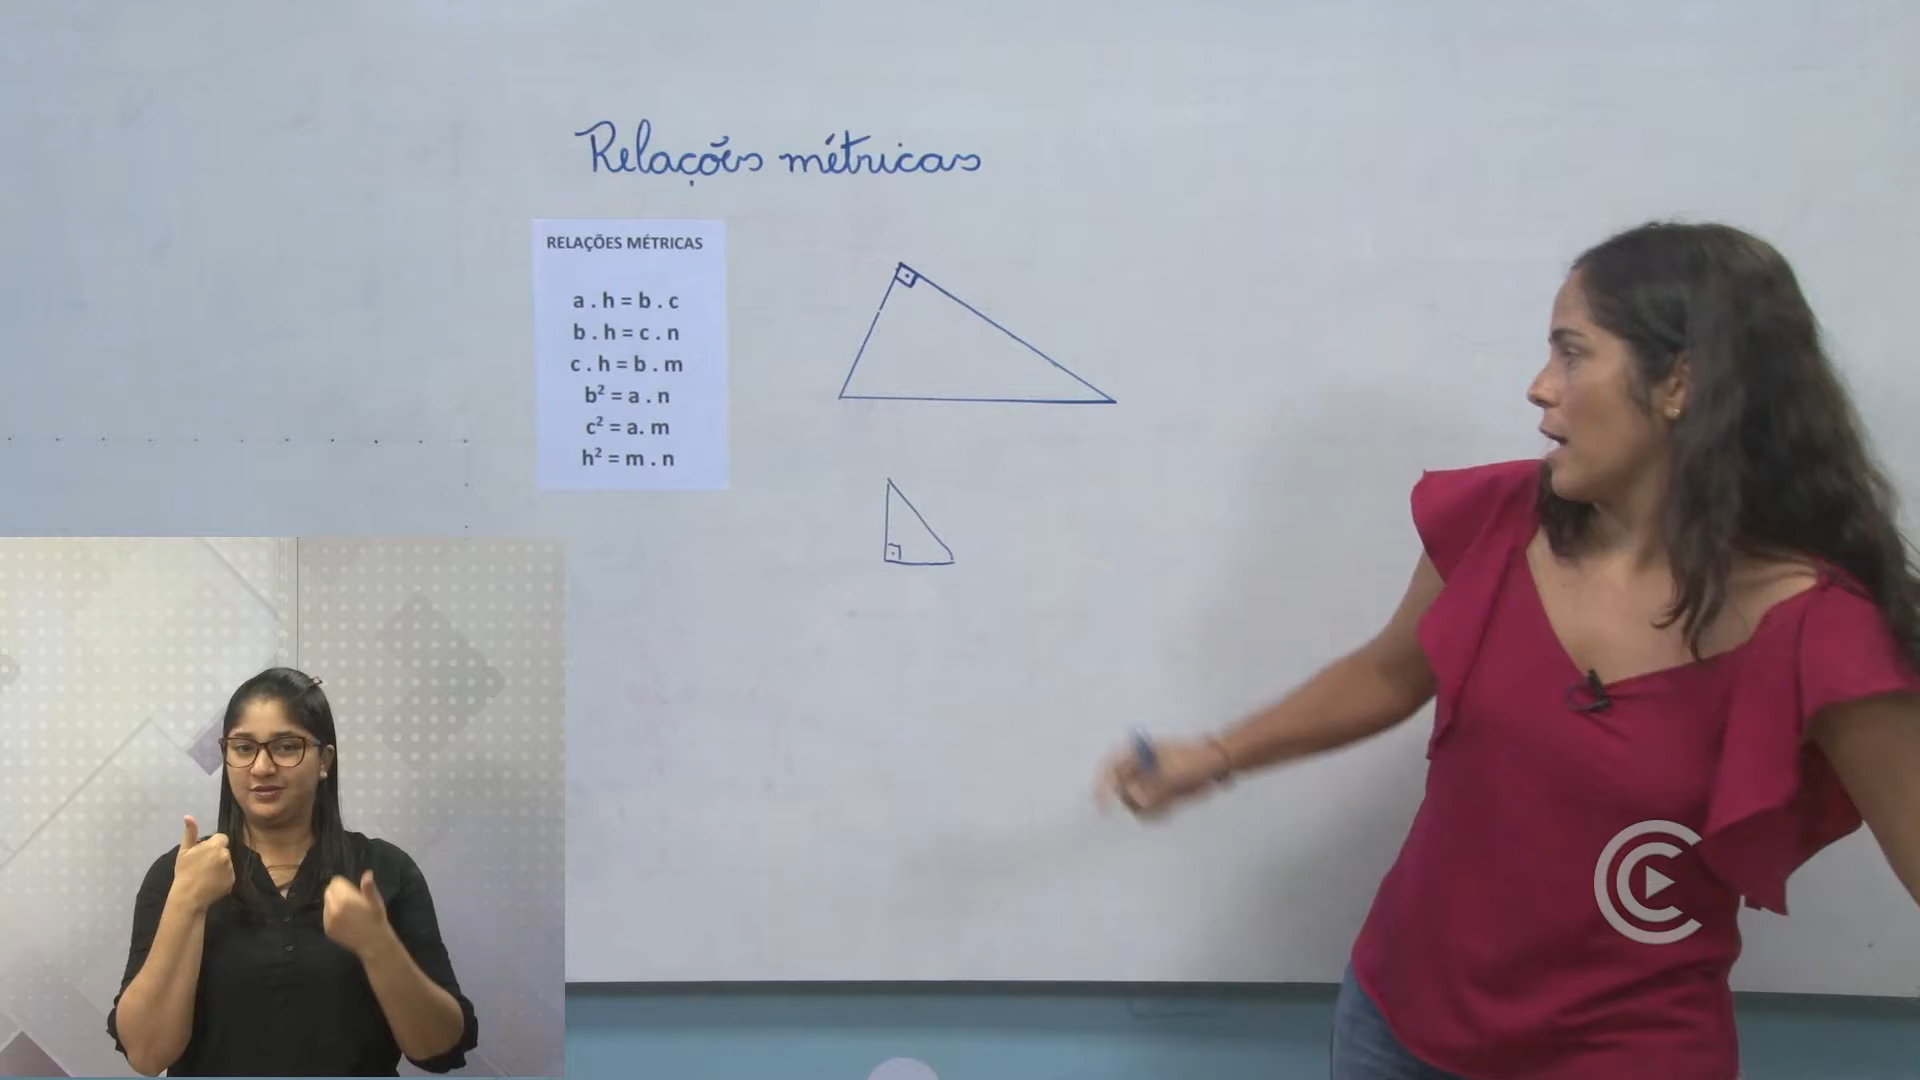 Relações métricas
RELAÇÕES MÉTRICAS
a . h = b . c
b . h = c . n
c . h = b . m
b² = a . n
c² = a. m
h² = m . n